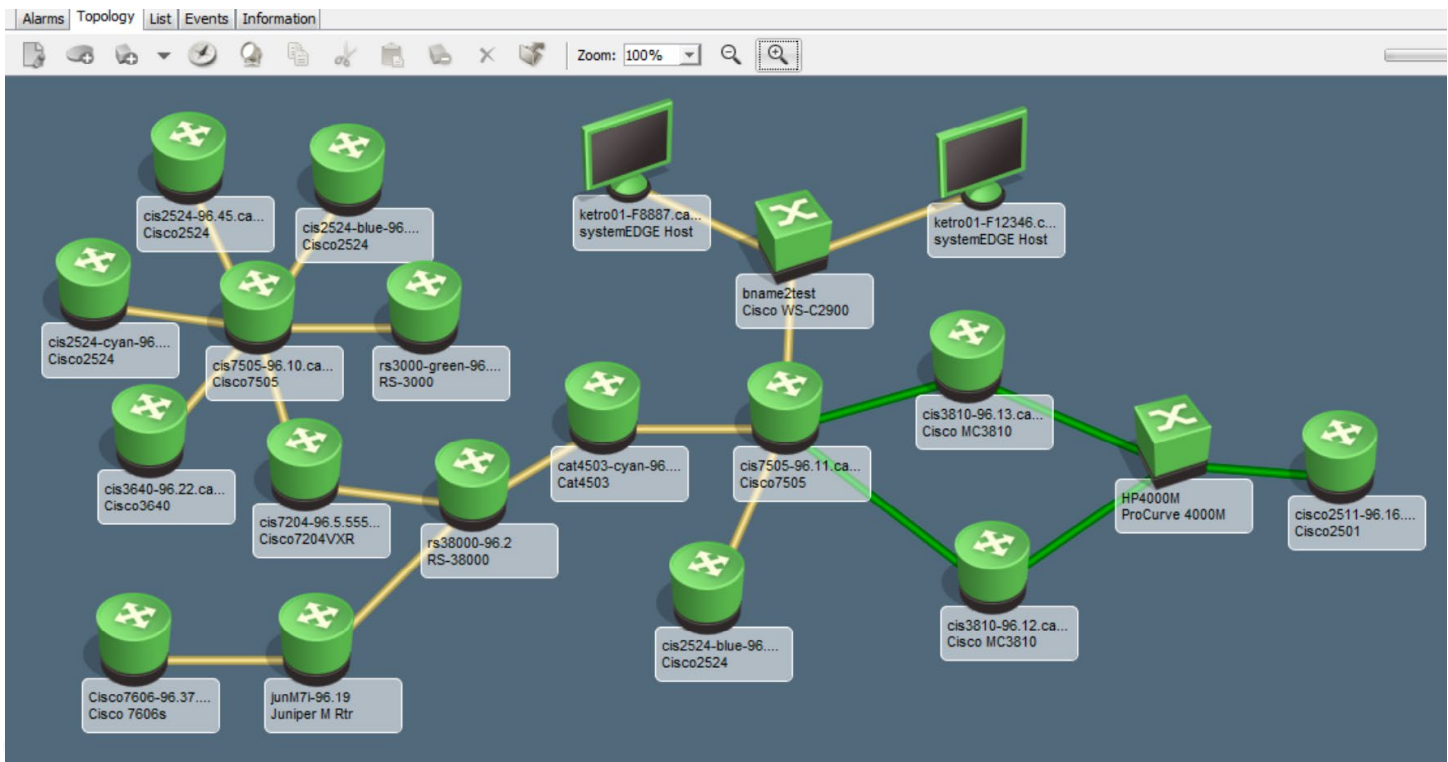 Alarms Topology List Events Information
Zoom: 100%
cis2524-96.45.ca...
Cisco2524
cis2524-blue-96....
Cisco2524
ketro01-F8887.ca...
systemEDGE Host
ketro01-F12346.c...
systemEDGE Host
bname2test
Cisco WS-C2900
cis2524-cyan-96....
Cisco2524
cis7505-96.10.ca...
Cisco7505
rs3000-green-96....
RS-3000
cis3810-96.13.ca...
Cisco MC3810
cis3640-96.22.ca...
Cisco3640
cis7204-96.5.555...
Cisco7204VXR
rs38000-96.2
RS-38000
cat4503-cyan-96....
Cat4503
cis7505-96.11.ca...
Cisco7505
HP4000M
ProCurve 4000M
cisco2511-96.16....
Cisco2501
cis2524-blue-96....
Cisco2524
cis3810-96.12.ca...
Cisco MC3810
Cisco7606-96.37....
Cisco 7606s
junM7i-96.19
Juniper M Rtr